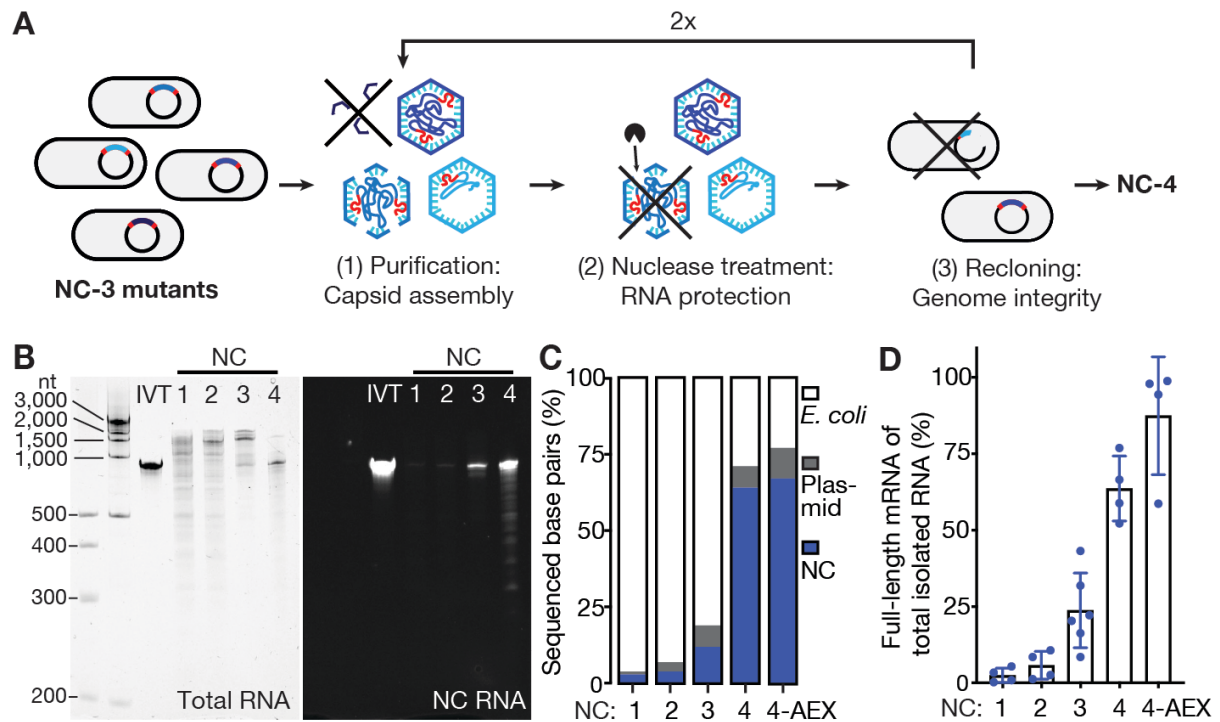 A
2x
NC-3 mutants
(1) Purification:
Capsid assembly
(2) Nuclease treatment:
RNA protection
(3) Recloning:
Genome integrity
NC-4
B
NC
NC
nt
IVT 1 2 3 4
IVT 1 2 3 4
3,000
2,000
1,500
1,000
500
400
300
200
Total RNA
NC RNA
C
Sequenced base pairs (%)
100
75
50
25
0
E. coli
Plas-
mid
NC
NC: 1 2 3 4 4-AEX
D
Full-length mRNA of
total isolated RNA (%)
100
50
25
0
NC: 1 2 3 4 4-AEX